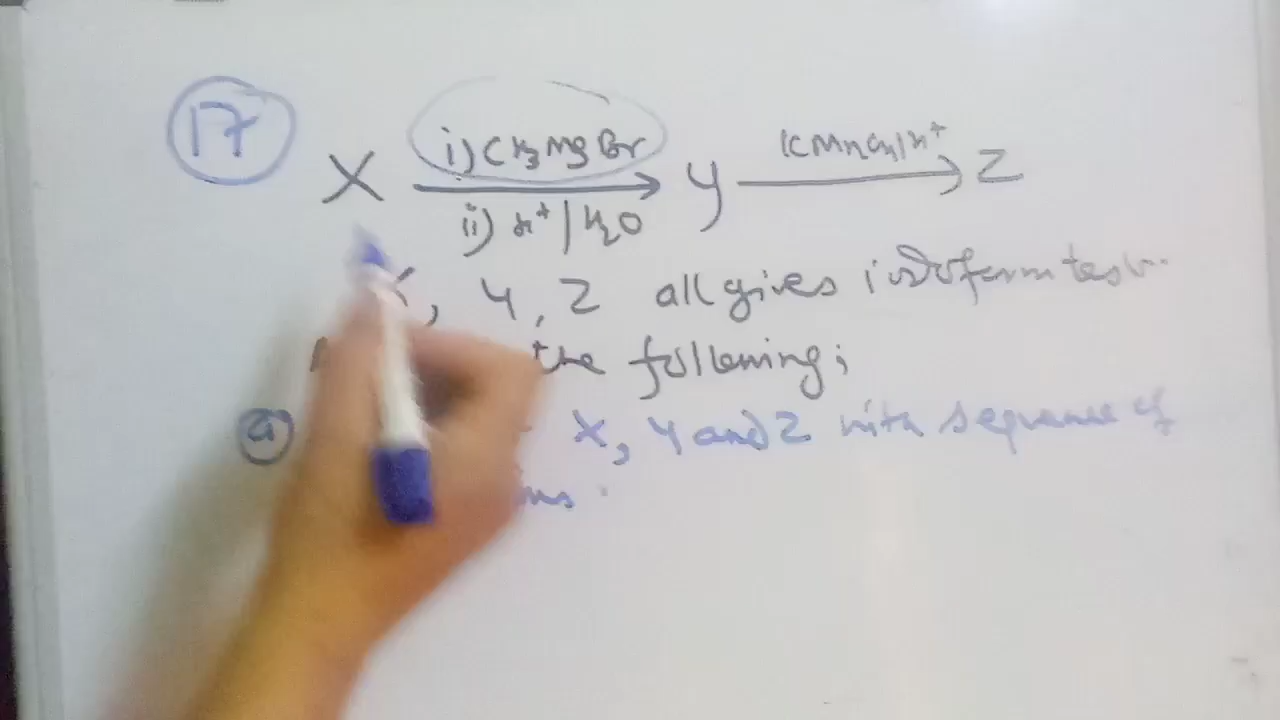 17
i) CH3MgBr
KMnO4/H+
X Y Z
ii) H+/H2O
, Y, Z all gives iodoform test.
the following;
a X, Y and Z with sequence of